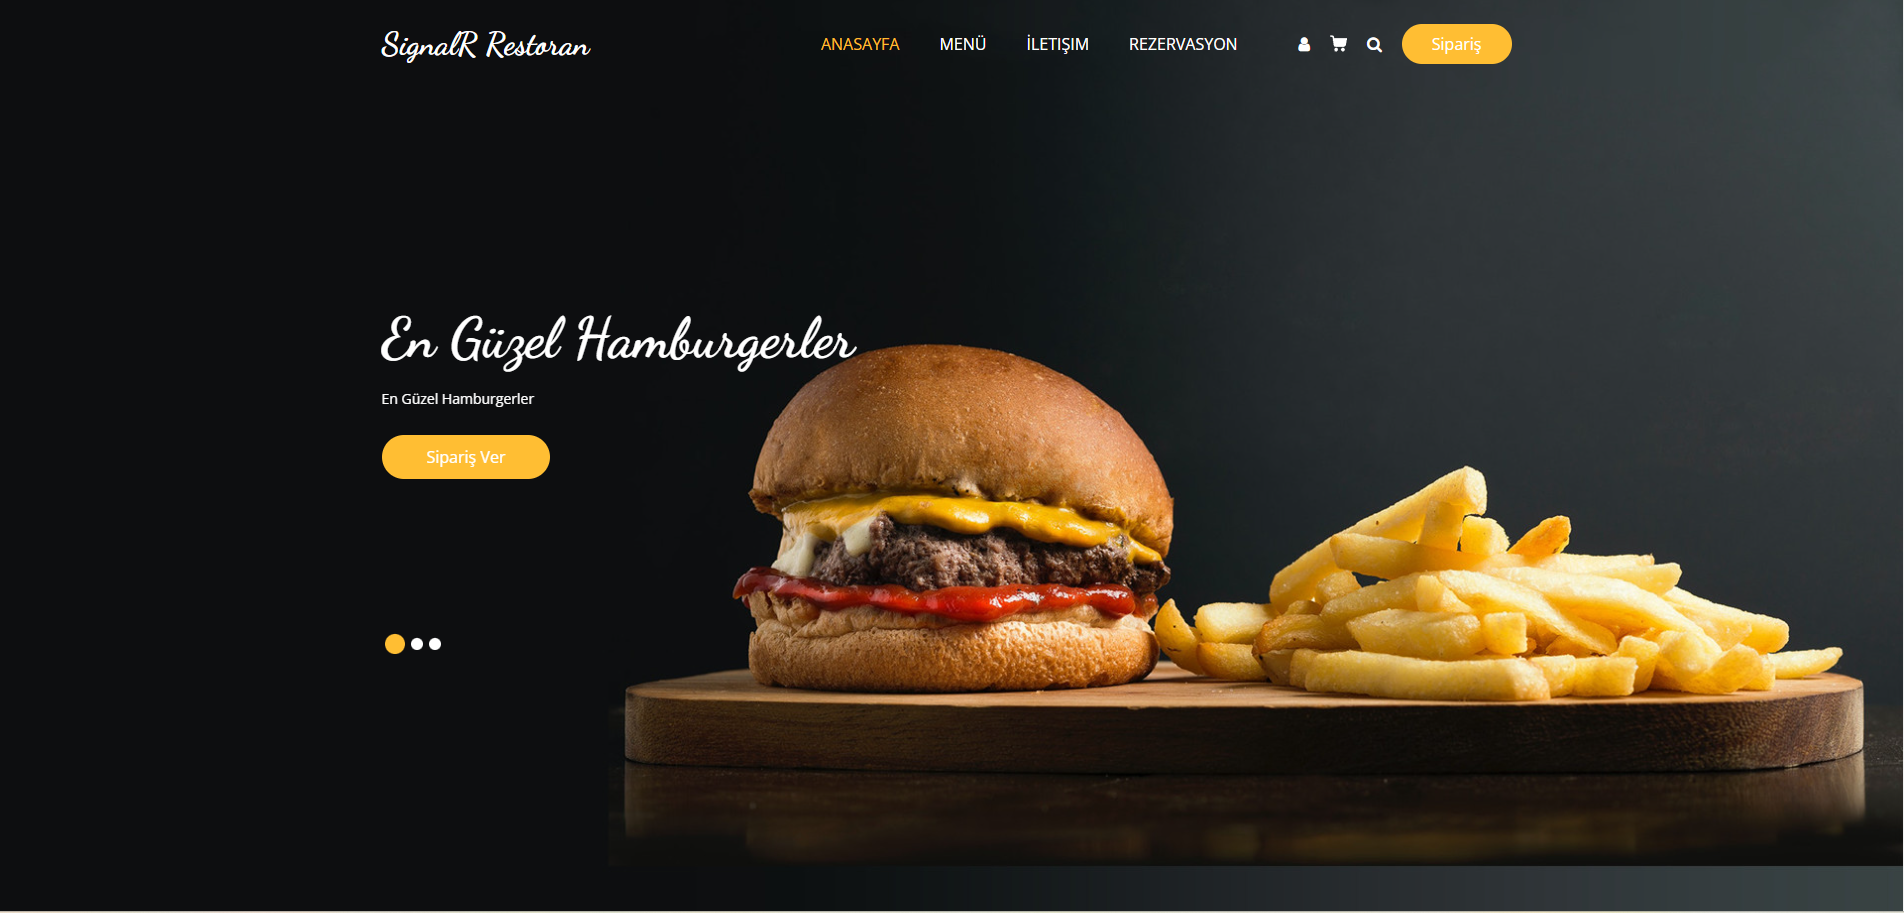 SignalR Restoran
ANASAYFA MENÜ İLETIŞIM REZERVASYON Sipariş
En Güzel Hamburgerler
En Güzel Hamburgerler
Sipariş Ver